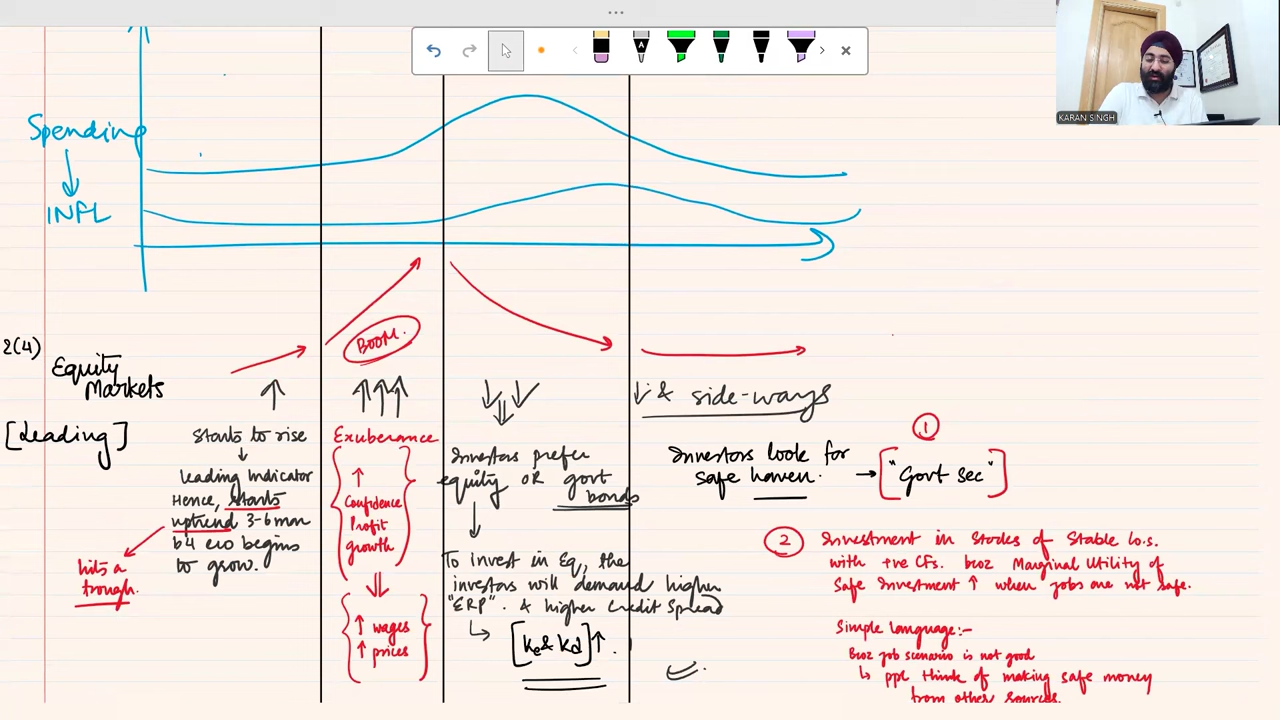 KARAN SINGH
Spending
INFL
2(4)
Equity
Markets
[Leading]
Starts to rise
Leading Indicator
Hence, starts
uptrend 3-6 mon
b4 eco begins
to grow.
hits a
trough.
BOOM.
Exuberance
Confidence
Profit
growth
↑ wages
↑ prices
Investors prefer
equity OR govt
bonds
To invest in Eq, the
investors will demand higher
"ERP". & higher Credit Spread
[ke & kd]↑.
↓ & side-ways
Investors look for
safe haven.
→ ["Govt Sec"]
1
2
Investment in Stocks of Stable Co.s.
with +ve CFs. bcoz Marginal Utility of
Safe Investment ↑ when jobs are not safe.
Simple language:-
Bcoz job scenario is not good
↳ ppl think of making safe money
from other sources.